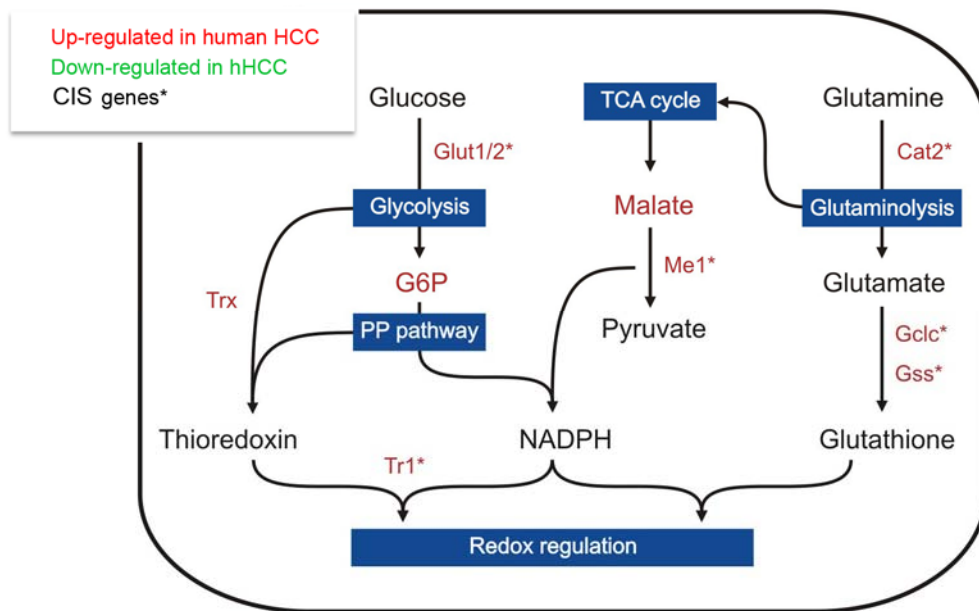 Up-regulated in human HCC
Down-regulated in hHCC
CIS genes*
Glucose
TCA cycle
Glutamine
Glut1/2*
Cat2*
Glycolysis
Malate
Glutaminolysis
Trx
G6P
Me1*
Glutamate
PP pathway
Pyruvate
Gclc*
Gss*
Thioredoxin
NADPH
Glutathione
Tr1*
Redox regulation